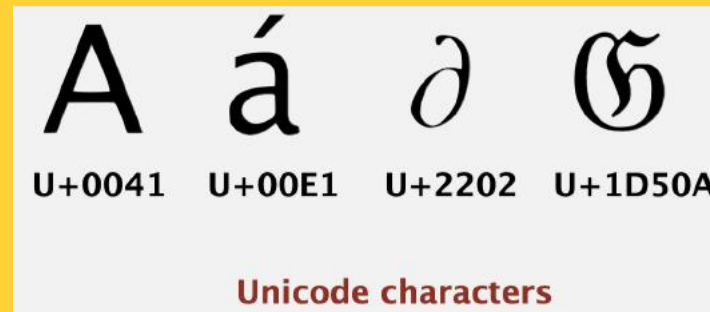 A á ∂ 𝔊
U+0041 U+00E1 U+2202 U+1D50A
Unicode characters